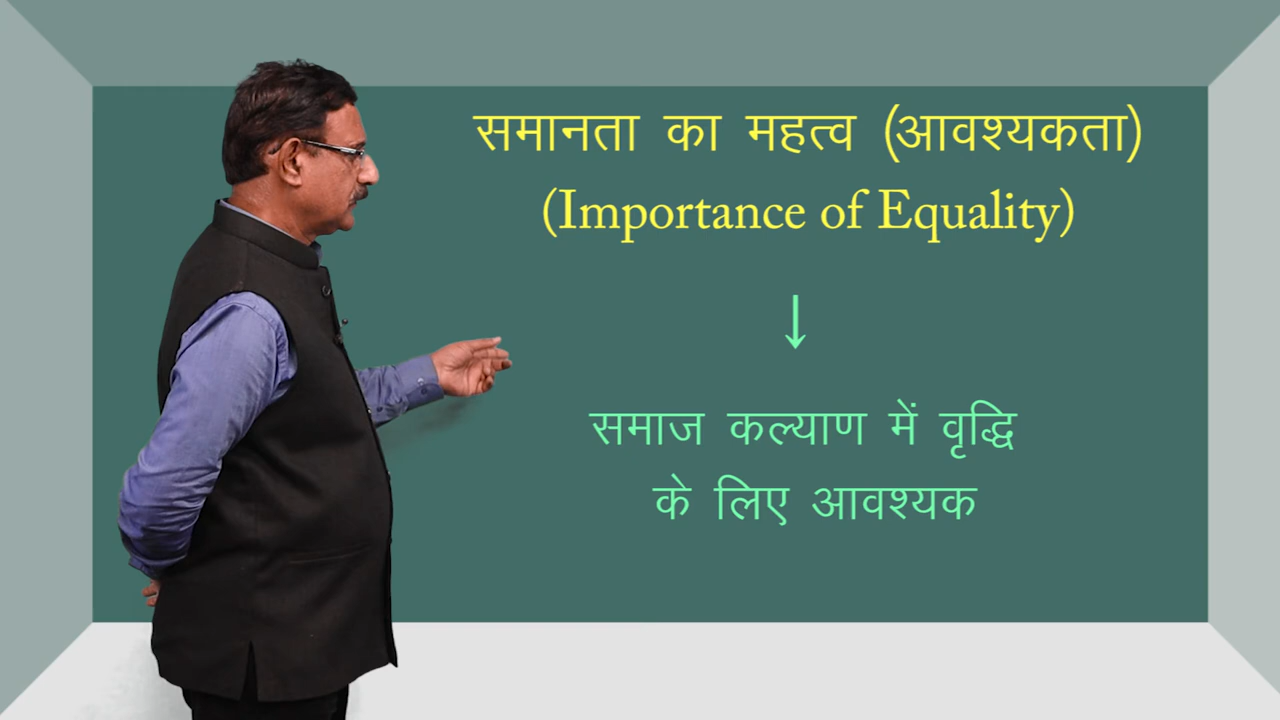 समानता का महत्व (आवश्यकता)
(Importance of Equality)
↓
समाज कल्याण में वृद्धि
के लिए आवश्यक